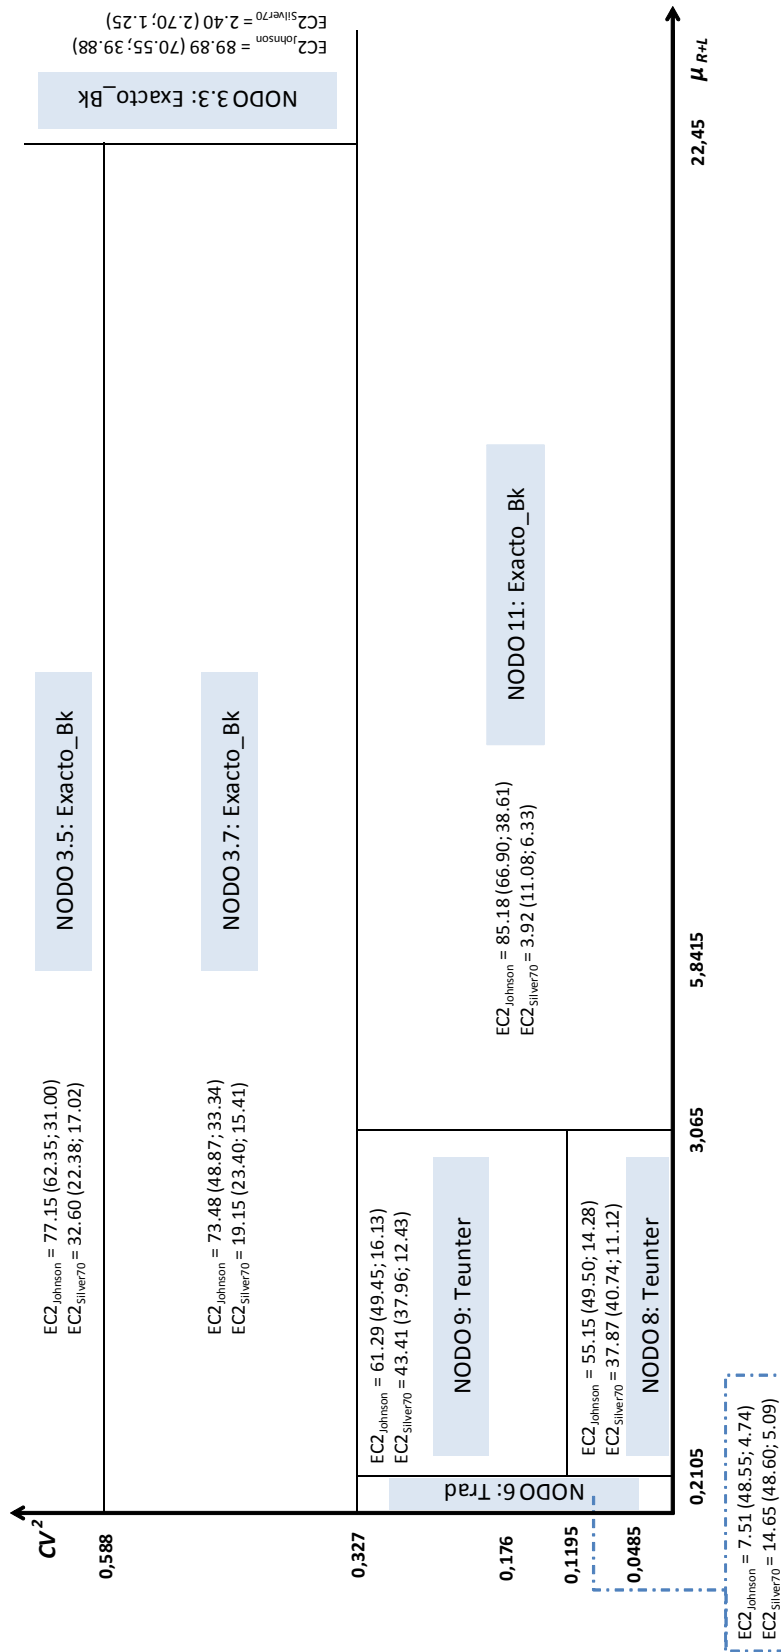 CV²
0,588
0,327
0,176
0,1195
0,0485
EC2Johnson = 77.15 (62.35; 31.00)
EC2Silver70 = 32.60 (22.38; 17.02)
NODO 3.5: Exacto_Bk
EC2Johnson = 73.48 (48.87; 33.34)
EC2Silver70 = 19.15 (23.40; 15.41)
NODO 3.7: Exacto_Bk
NODO 3.3: Exacto_Bk
EC2Johnson = 89.89 (70.55; 39.88)
EC2Silver70 = 2.40 (2.70; 1.25)
EC2Johnson = 61.29 (49.45; 16.13)
EC2Silver70 = 43.41 (37.96; 12.43)
NODO 9: Teunter
EC2Johnson = 85.18 (66.90; 38.61)
EC2Silver70 = 3.92 (11.08; 6.33)
NODO 11: Exacto_Bk
NODO 6: Trad
EC2Johnson = 55.15 (49.50; 14.28)
EC2Silver70 = 37.87 (40.74; 11.12)
NODO 8: Teunter
0,2105
3,065
5,8415
22,45
μ R+L
EC2Johnson = 7.51 (48.55; 4.74)
EC2Silver70 = 14.65 (48.60; 5.09)